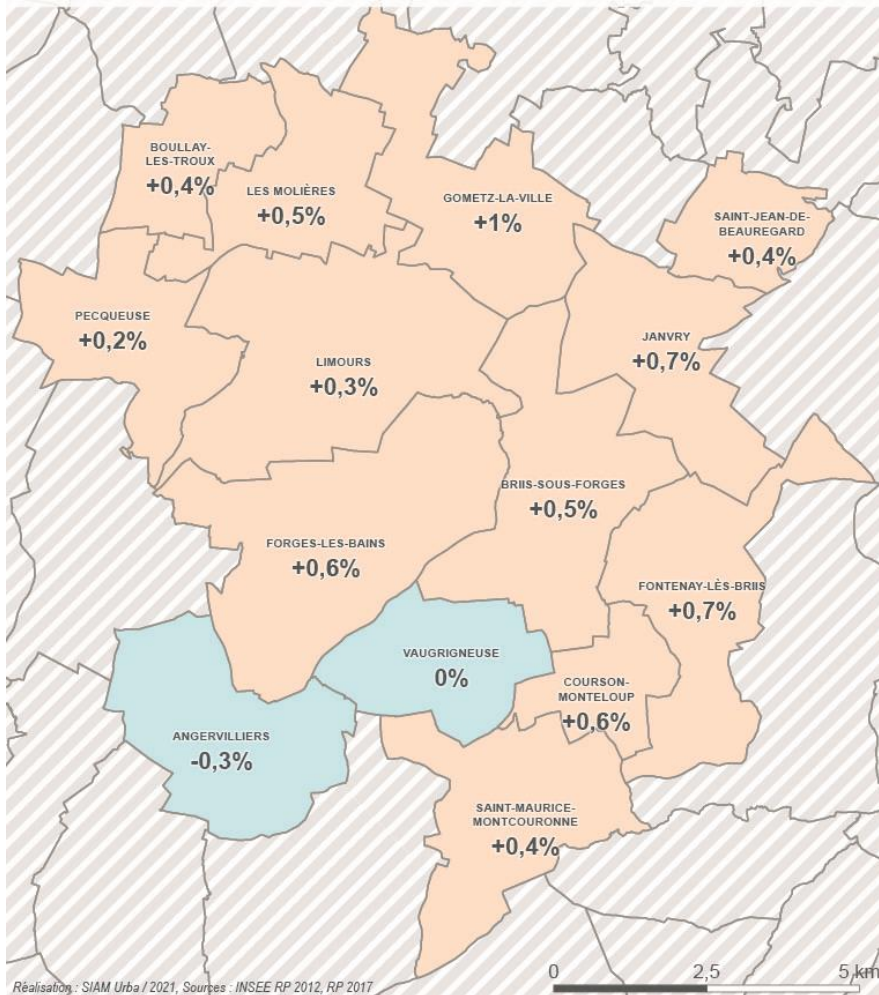 BOULLAY-
LES-TROUX
+0,4%
LES MOLIÈRES
+0,5%
GOMETZ-LA-VILLE
+1%
SAINT-JEAN-DE-
BEAUREGARD
+0,4%
PECQUEUSE
+0,2%
LIMOURS
+0,3%
JANVRY
+0,7%
BRIIS-SOUS-FORGES
+0,5%
FORGES-LES-BAINS
+0,6%
FONTENAY-LÈS-BRIIS
+0,7%
VAUGRIGNEUSE
0%
COURSON-
MONTELOUP
+0,6%
ANGERVILLIERS
-0,3%
SAINT-MAURICE-
MONTCOURONNE
+0,4%
0 2,5 5 km
Réalisation : SIAM Urba / 2021, Sources : INSEE RP 2012, RP 2017